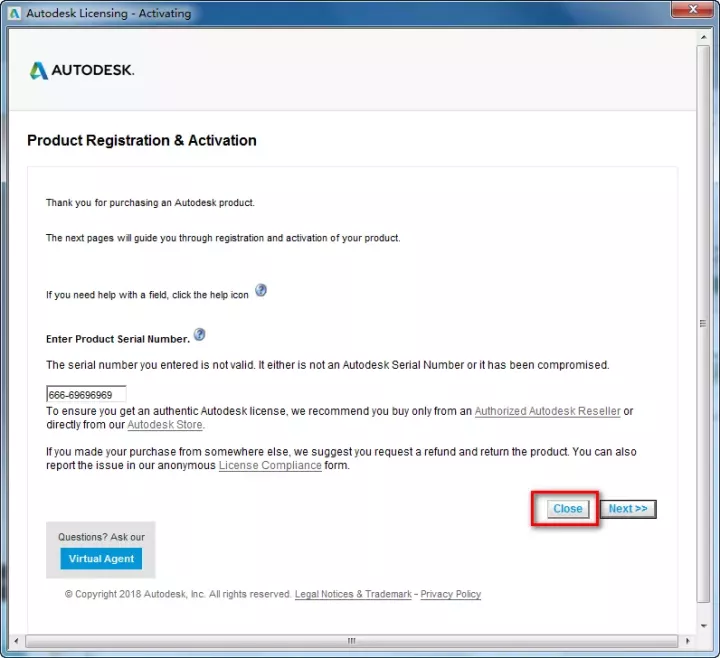 Autodesk Licensing - Activating
AUTODESK.
Product Registration & Activation
Thank you for purchasing an Autodesk product.
The next pages will guide you through registration and activation of your product.
If you need help with a field, click the help icon ?
Enter Product Serial Number. ?
The serial number you entered is not valid. It either is not an Autodesk Serial Number or it has been compromised.
666-69696969
To ensure you get an authentic Autodesk license, we recommend you buy only from an Authorized Autodesk Reseller or
directly from our Autodesk Store.
If you made your purchase from somewhere else, we suggest you request a refund and return the product. You can also
report the issue in our anonymous License Compliance form.
Close Next >>
Questions? Ask our
Virtual Agent
© Copyright 2018 Autodesk, Inc. All rights reserved. Legal Notices & Trademark - Privacy Policy